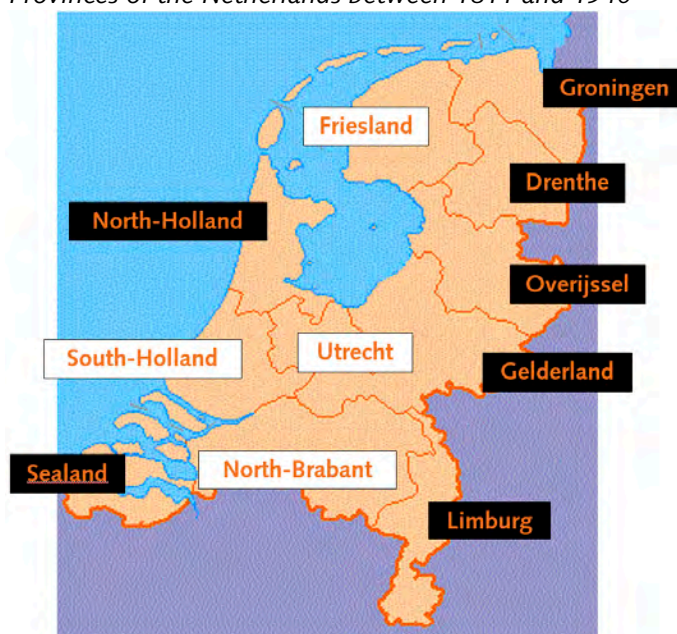 Provinces of the Netherlands between 1814 and 1940
Groningen
Friesland
Drenthe
North-Holland
Overijssel
South-Holland
Utrecht
Gelderland
Sealand
North-Brabant
Limburg